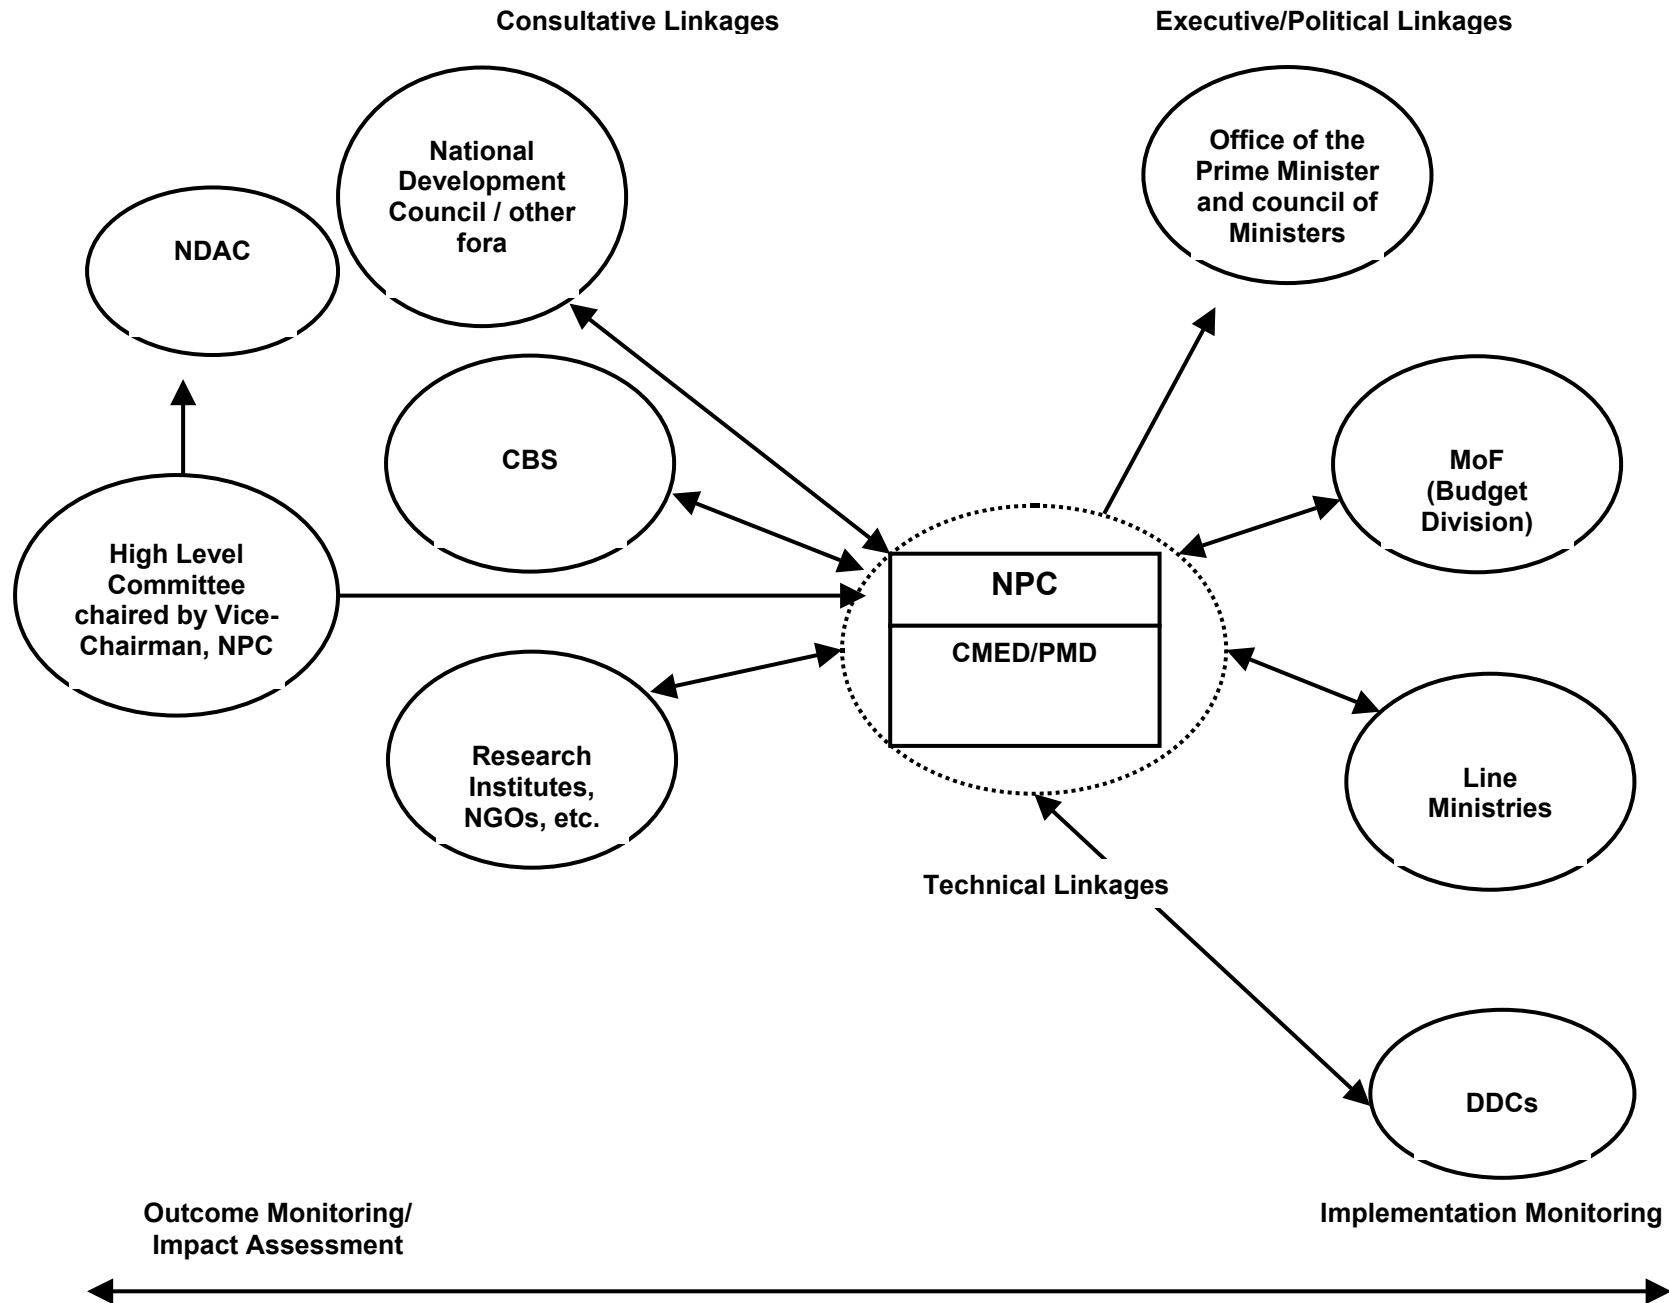 Consultative Linkages
Executive/Political Linkages
National
Development
Council / other
fora
Office of the
Prime Minister
and council of
Ministers
NDAC
CBS
MoF
(Budget
Division)
High Level
Committee
chaired by Vice-
Chairman, NPC
NPC
CMED/PMD
Research
Institutes,
NGOs, etc.
Line
Ministries
Technical Linkages
DDCs
Outcome Monitoring/
Impact Assessment
Implementation Monitoring